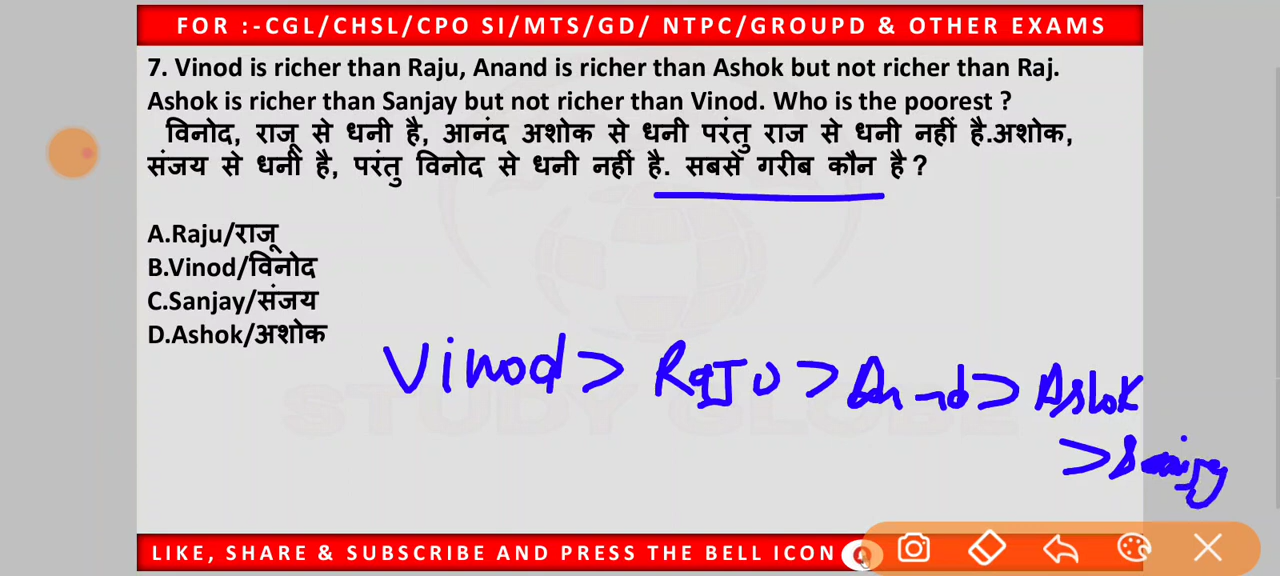 FOR :-CGL/CHSL/CPO SI/MTS/GD/ NTPC/GROUPD & OTHER EXAMS
7. Vinod is richer than Raju, Anand is richer than Ashok but not richer than Raj.
Ashok is richer than Sanjay but not richer than Vinod. Who is the poorest ?
विनोद, राजू से धनी है, आनंद अशोक से धनी परंतु राज से धनी नहीं है.अशोक,
संजय से धनी है, परंतु विनोद से धनी नहीं है. सबसे गरीब कौन है ?
A.Raju/राजू
B.Vinod/विनोद
C.Sanjay/संजय
D.Ashok/अशोक
Vinod > Raju > Anand > Ashok
> Sanjay
STUDY GLOBE
LIKE, SHARE & SUBSCRIBE AND PRESS THE BELL ICON